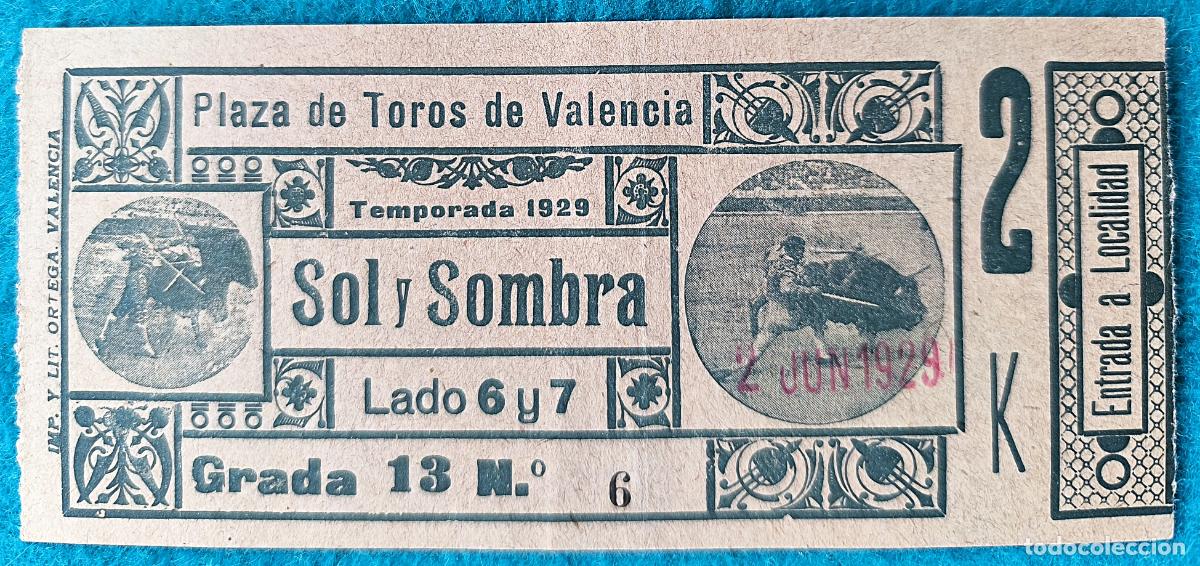 Plaza de Toros de Valencia
Temporada 1929
Sol y Sombra
Lado 6 y 7
Grada 13 N.º 6
2 JUN 1929
2
K
Entrada a Localidad
IMP. Y LIT. ORTEGA. VALENCIA
todocoleccion